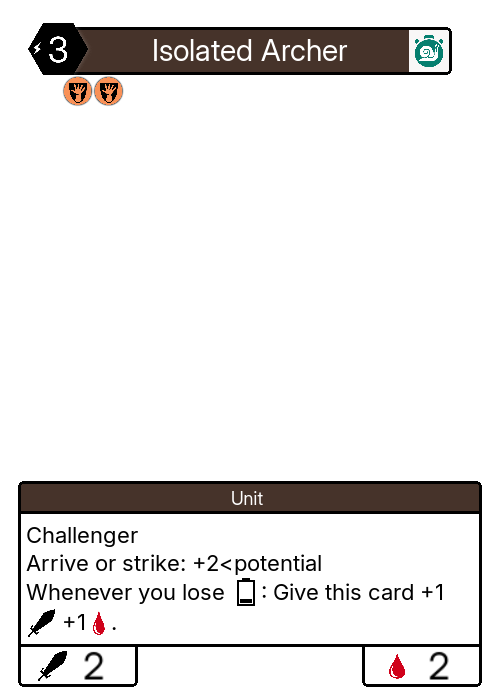 3 Isolated Archer
Unit
Challenger
Arrive or strike: +2<potential
Whenever you lose : Give this card +1
+1 .
2 2